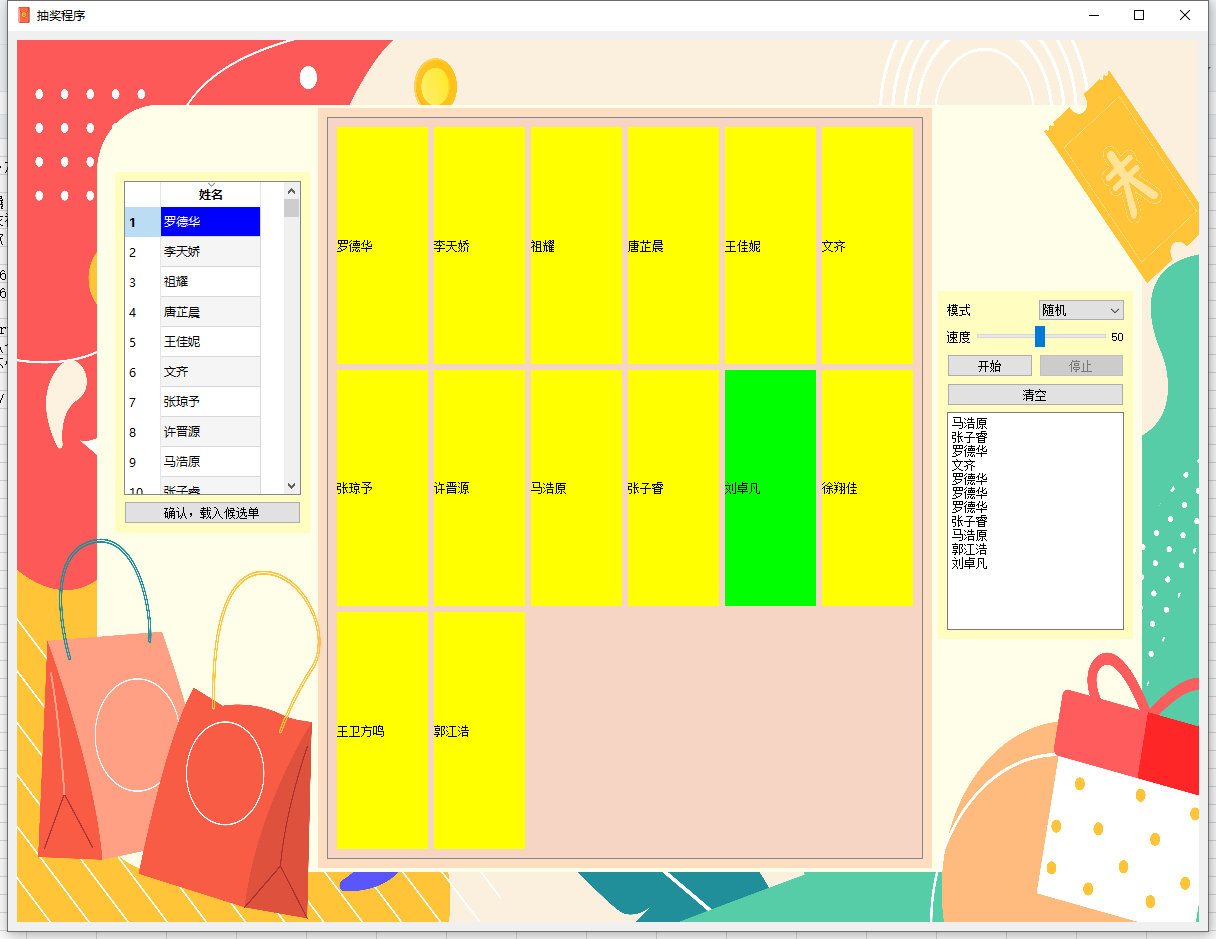 抽奖程序
姓名
1 罗德华
2 李天娇
3 祖耀
4 唐芷晨
5 王佳妮
6 文齐
7 张琼予
8 许晋源
9 马浩原
10 张子睿
确认，载入候选单
罗德华 李天娇 祖耀 唐芷晨 王佳妮 文齐
张琼予 许晋源 马浩原 张子睿 刘卓凡 徐翔佳
王卫方鸣 郭江浩
模式 随机
速度 50
开始 停止
清空
马浩原
张子睿
罗德华
文齐
罗德华
罗德华
罗德华
张子睿
马浩原
郭江浩
刘卓凡